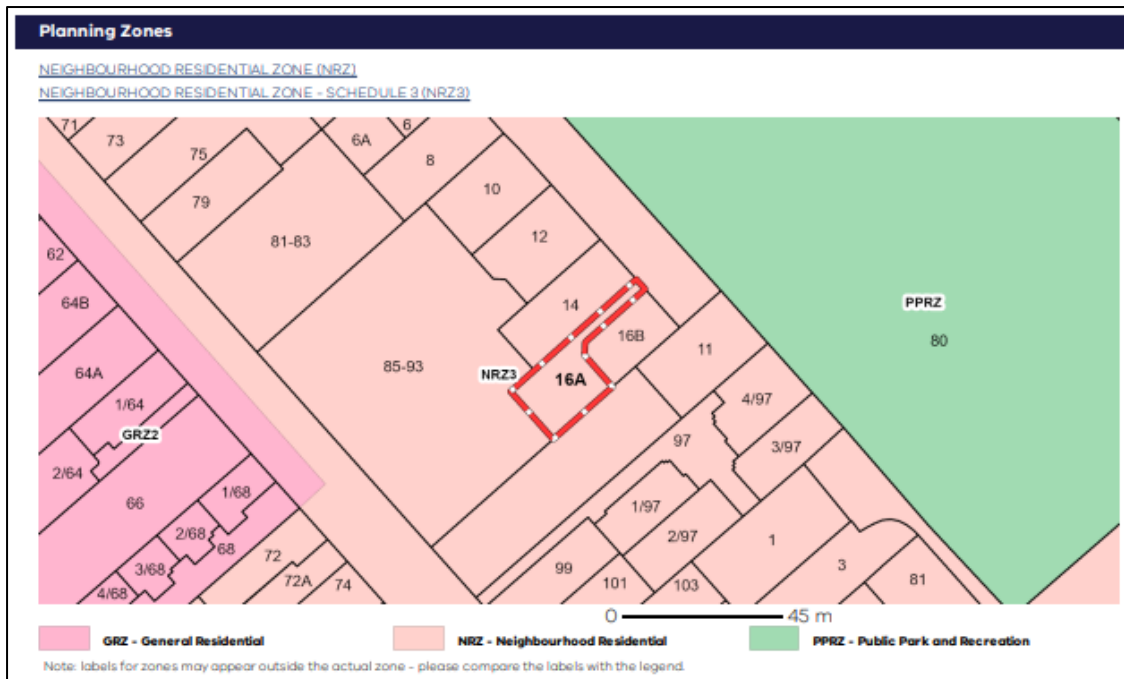 Planning Zones
NEIGHBOURHOOD RESIDENTIAL ZONE (NRZ)
NEIGHBOURHOOD RESIDENTIAL ZONE - SCHEDULE 3 (NRZ3)
71
73
75
79
6A
6
8
10
12
14
81-83
62
64B
64A
1/64
GRZ2
2/64
66
1/68
2/68
68
3/68
4/68
85-93
NRZ3
16A
16B
11
PPRZ
80
4/97
97
3/97
1/97
2/97
72
72A
74
99
101
103
1
3
81
0 45 m
GRZ - General Residential
NRZ - Neighbourhood Residential
PPRZ - Public Park and Recreation
Note: labels for zones may appear outside the actual zone - please compare the labels with the legend.